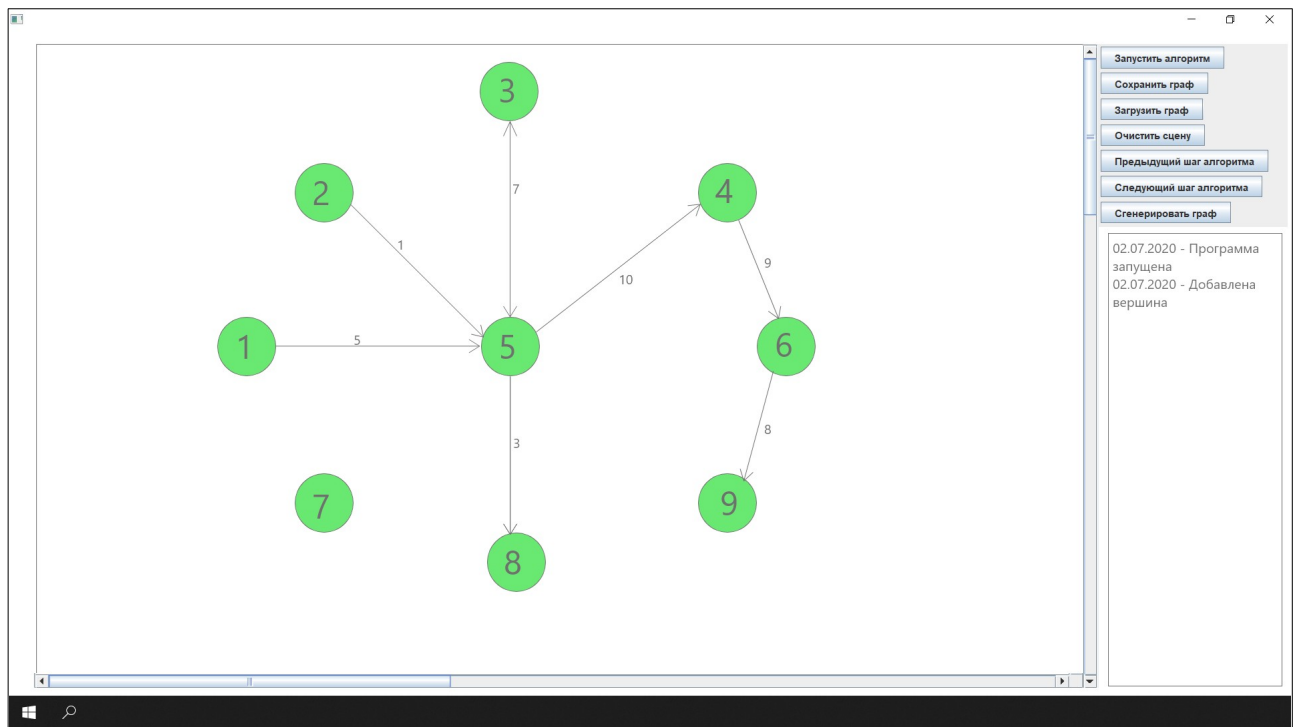 Запустить алгоритм
Сохранить граф
Загрузить граф
Очистить сцену
Предыдущий шаг алгоритма
Следующий шаг алгоритма
Сгенерировать граф
02.07.2020 - Программа
запущена
02.07.2020 - Добавлена
вершина
3
7
2
4
1
9
10
1
5
5
6
3
8
7
9
8